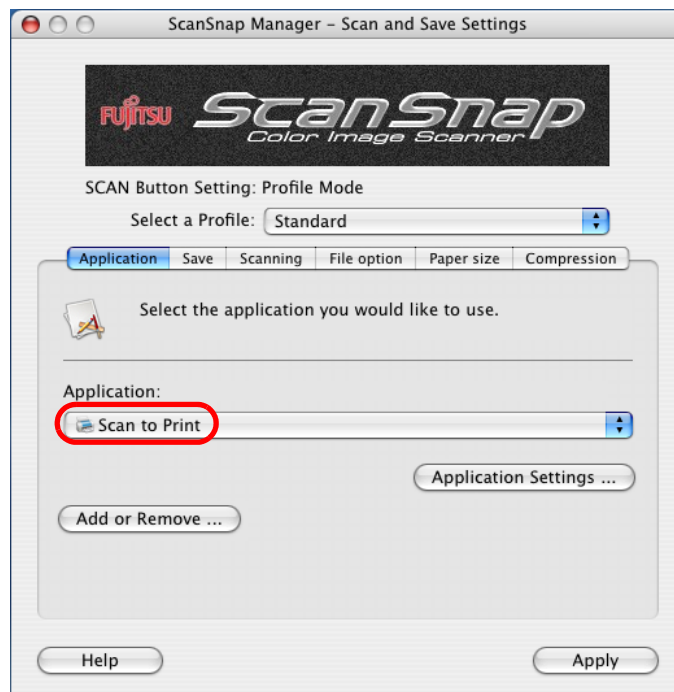 ScanSnap Manager – Scan and Save Settings
FUJITSU ScanSnap
Color Image Scanner
SCAN Button Setting: Profile Mode
Select a Profile: Standard
Application Save Scanning File option Paper size Compression
Select the application you would like to use.
Application:
Scan to Print
Application Settings ...
Add or Remove ...
Help Apply